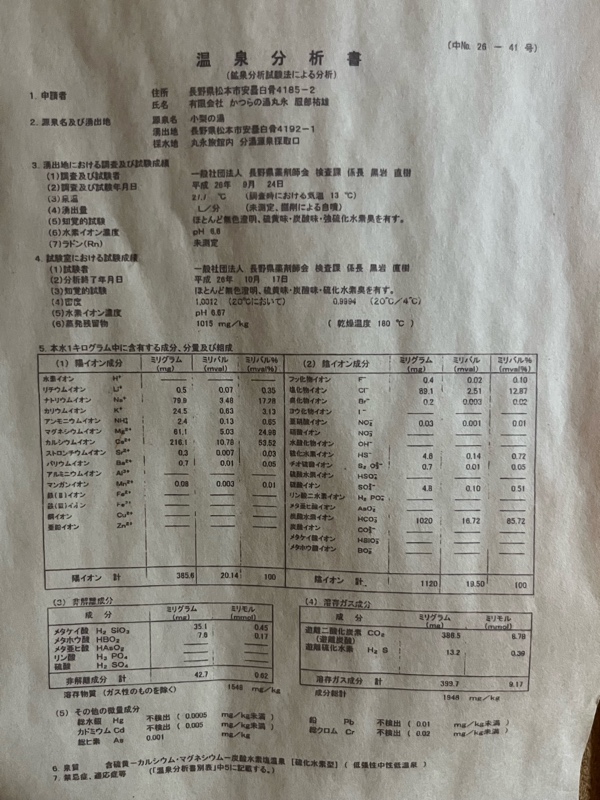 (中№ 26 － 41 号)
温泉分析書
(鉱泉分析試験法による分析)
1. 申請者 住所 長野県松本市安曇白骨4185－2
氏名 有限会社 かつらの湯丸永
2. 源泉名及び湧出地 源泉名 小梨の湯
湧出地 長野県松本市安曇白骨4192－1
採水地 丸永旅館内 分湯源泉採取口
3. 湧出地における調査及び試験成績
(1)調査及び試験者 一般社団法人 長野県薬剤師会 検査課 係長 黒岩 直樹
(2)調査及び試験年月日 平成 26年 9月 24日
(3)泉温 ℃ (調査時における気温 13 ℃)
(4)湧出量 L／分 (未測定、掘削による自噴)
(5)知覚的試験 ほとんど無色澄明、硫黄味・炭酸味・強硫化水素臭を有す。
(6)水素イオン濃度 pH 6.6
(7)ラドン(Rn) 未測定
4. 試験室における試験成績
(1)試験者 一般社団法人 長野県薬剤師会 検査課 係長 黒岩 直樹
(2)分析終了年月日 平成 26年 10月 17日
(3)知覚的試験 ほとんど無色澄明、硫黄味・炭酸味・硫化水素臭を有す。
(4)密度 1.0012 (20℃において) 0.9994 (20℃／4℃)
(5)水素イオン濃度 pH 6.67
(6)蒸発残留物 1015 mg／kg (乾燥温度 180 ℃)
5. 本水1キログラム中に含有する成分、分量及び組成
(1) 陽イオン成分 ミリグラム (mg) ミリバル (mval) ミリバル% (mval%)
水素イオン H⁺
リチウムイオン Li⁺ 0.5 0.07 0.35
ナトリウムイオン Na⁺ 79.9 3.48 17.28
カリウムイオン K⁺ 24.5 0.63 3.13
アンモニウムイオン NH₄⁺ 2.4 0.13 0.65
マグネシウムイオン Mg²⁺ 61.1 5.03 24.98
カルシウムイオン Ca²⁺ 216.1 10.78 53.52
ストロンチウムイオン Sr²⁺ 0.3 0.007 0.03
バリウムイオン Ba²⁺ 0.7 0.01 0.05
アルミニウムイオン Al³⁺
マンガンイオン Mn²⁺ 0.08 0.003 0.01
鉄(Ⅱ)イオン Fe²⁺
鉄(Ⅲ)イオン Fe³⁺
銅イオン Cu²⁺
亜鉛イオン Zn²⁺
陽イオン 計 385.6 20.14 100
(2) 陰イオン成分 ミリグラム (mg) ミリバル (mval) ミリバル% (mval%)
フッ化物イオン F⁻ 0.4 0.02 0.10
塩化物イオン Cl⁻ 89.1 2.51 12.87
臭化物イオン Br⁻ 0.2 0.003 0.02
ヨウ化物イオン I⁻
亜硝酸イオン NO₂⁻ 0.03 0.001 0.01
硝酸イオン NO₃⁻
水酸化物イオン OH⁻
硫化水素イオン HS⁻ 4.6 0.14 0.72
チオ硫酸イオン S₂O₃²⁻ 0.7 0.01 0.05
硫酸水素イオン HSO₄⁻
硫酸イオン SO₄²⁻ 4.8 0.10 0.51
リン酸二水素イオン H₂PO₄⁻
メタ亜ヒ酸イオン AsO₂⁻
炭酸水素イオン HCO₃⁻ 1020 16.72 85.72
炭酸イオン CO₃²⁻
メタケイ酸イオン HSiO₃⁻
メタホウ酸イオン BO₂⁻
陰イオン 計 1120 19.50 100
(3) 非解離成分
成分 ミリグラム (mg) ミリモル (mmol)
メタケイ酸 H₂SiO₃ 35.1 0.45
メタホウ酸 HBO₂ 7.6 0.17
メタ亜ヒ酸 HAsO₂
リン酸 H₃PO₄
硫酸 H₂SO₄
非解離成分 計 42.7 0.62
溶存物質 (ガス性のものを除く) 1548 mg／kg
(4) 溶存ガス成分
成分 ミリグラム (mg) ミリモル (mmol)
遊離二酸化炭素 CO₂ 386.5 8.78
(遊離炭酸)
遊離硫化水素 H₂S 13.2 0.39
溶存ガス成分 計 399.7 9.17
成分総計 1948 mg／kg
(5) その他の微量成分
総水銀 Hg 不検出 (0.0005 mg／kg未満)
カドミウム Cd 不検出 (0.005 mg／kg未満)
総ヒ素 As 0.001 mg／kg
鉛 Pb 不検出 (0.01 mg／kg未満)
総クロム Cr 不検出 (0.02 mg／kg未満)
6. 泉質 含硫黄－カルシウム・マグネシウム－炭酸水素塩温泉 [硫化水素型] (低張性中性低温泉)
7. 禁忌症、適応症等 (「温泉分析書別表」中5に記載する。)